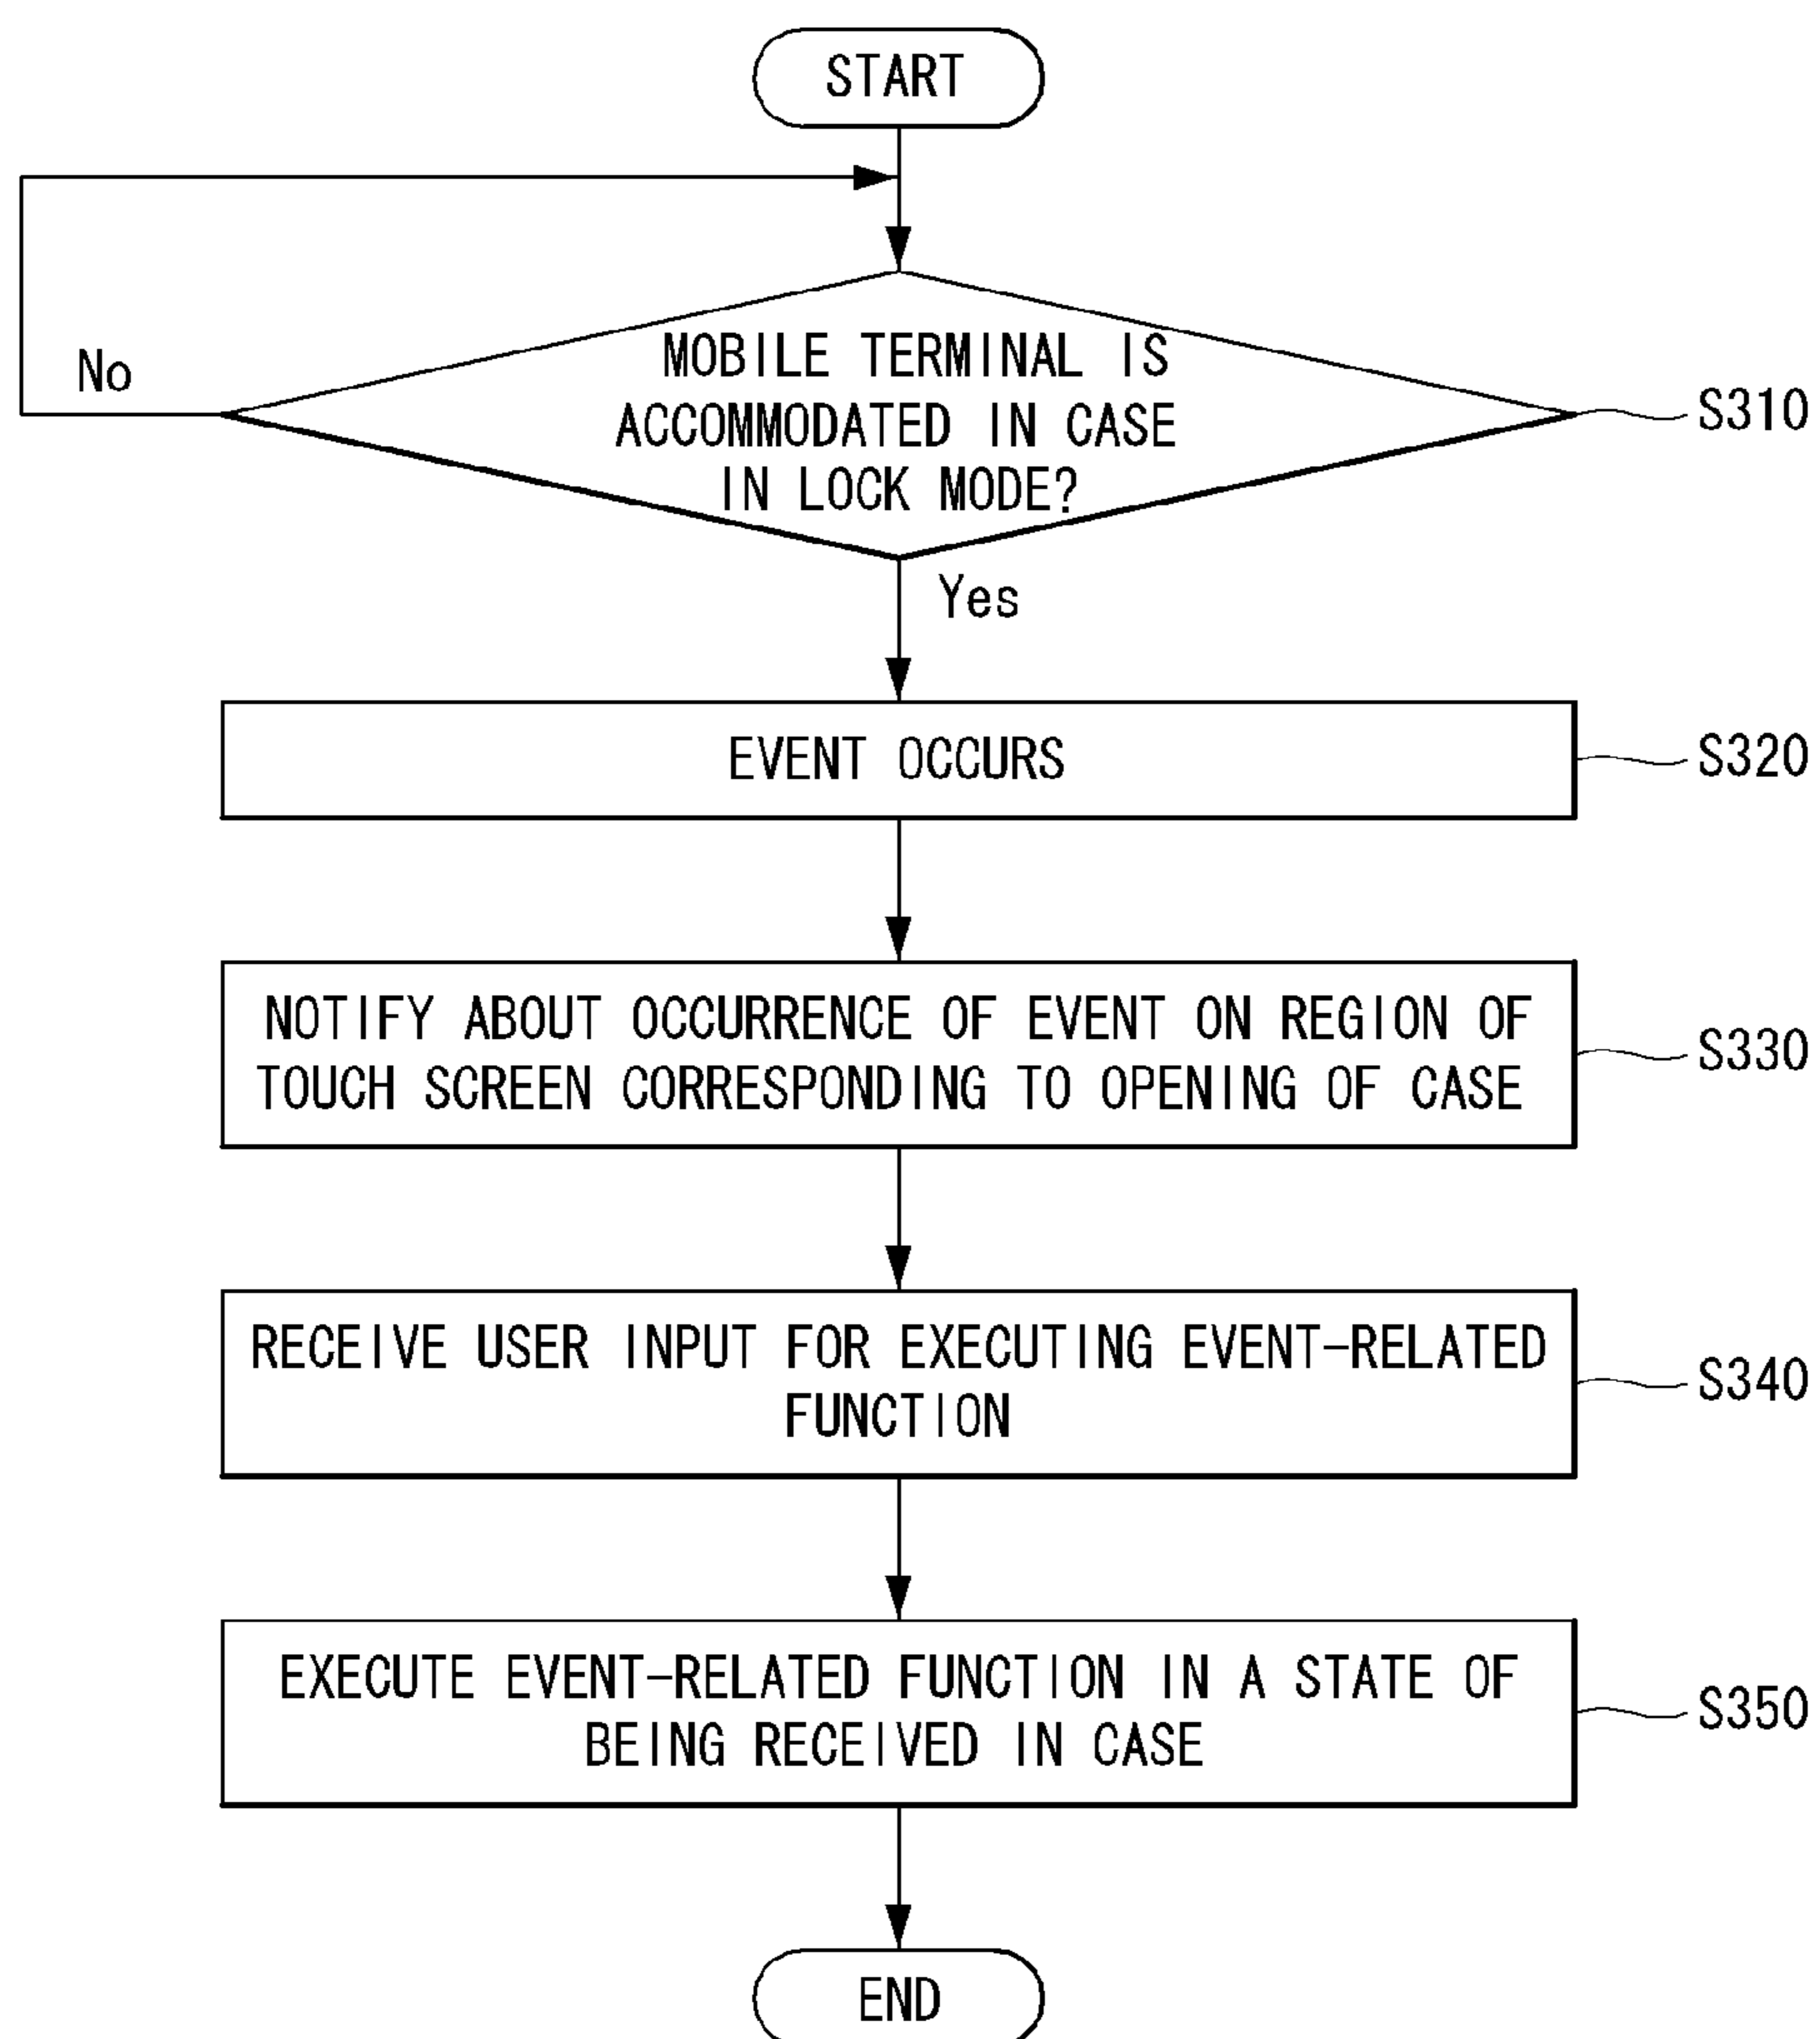 START
No
MOBILE TERMINAL IS
ACCOMMODATED IN CASE
IN LOCK MODE?
S310
Yes
EVENT OCCURS
S320
NOTIFY ABOUT OCCURRENCE OF EVENT ON REGION OF
TOUCH SCREEN CORRESPONDING TO OPENING OF CASE
S330
RECEIVE USER INPUT FOR EXECUTING EVENT-RELATED
FUNCTION
S340
EXECUTE EVENT-RELATED FUNCTION IN A STATE OF
BEING RECEIVED IN CASE
S350
END